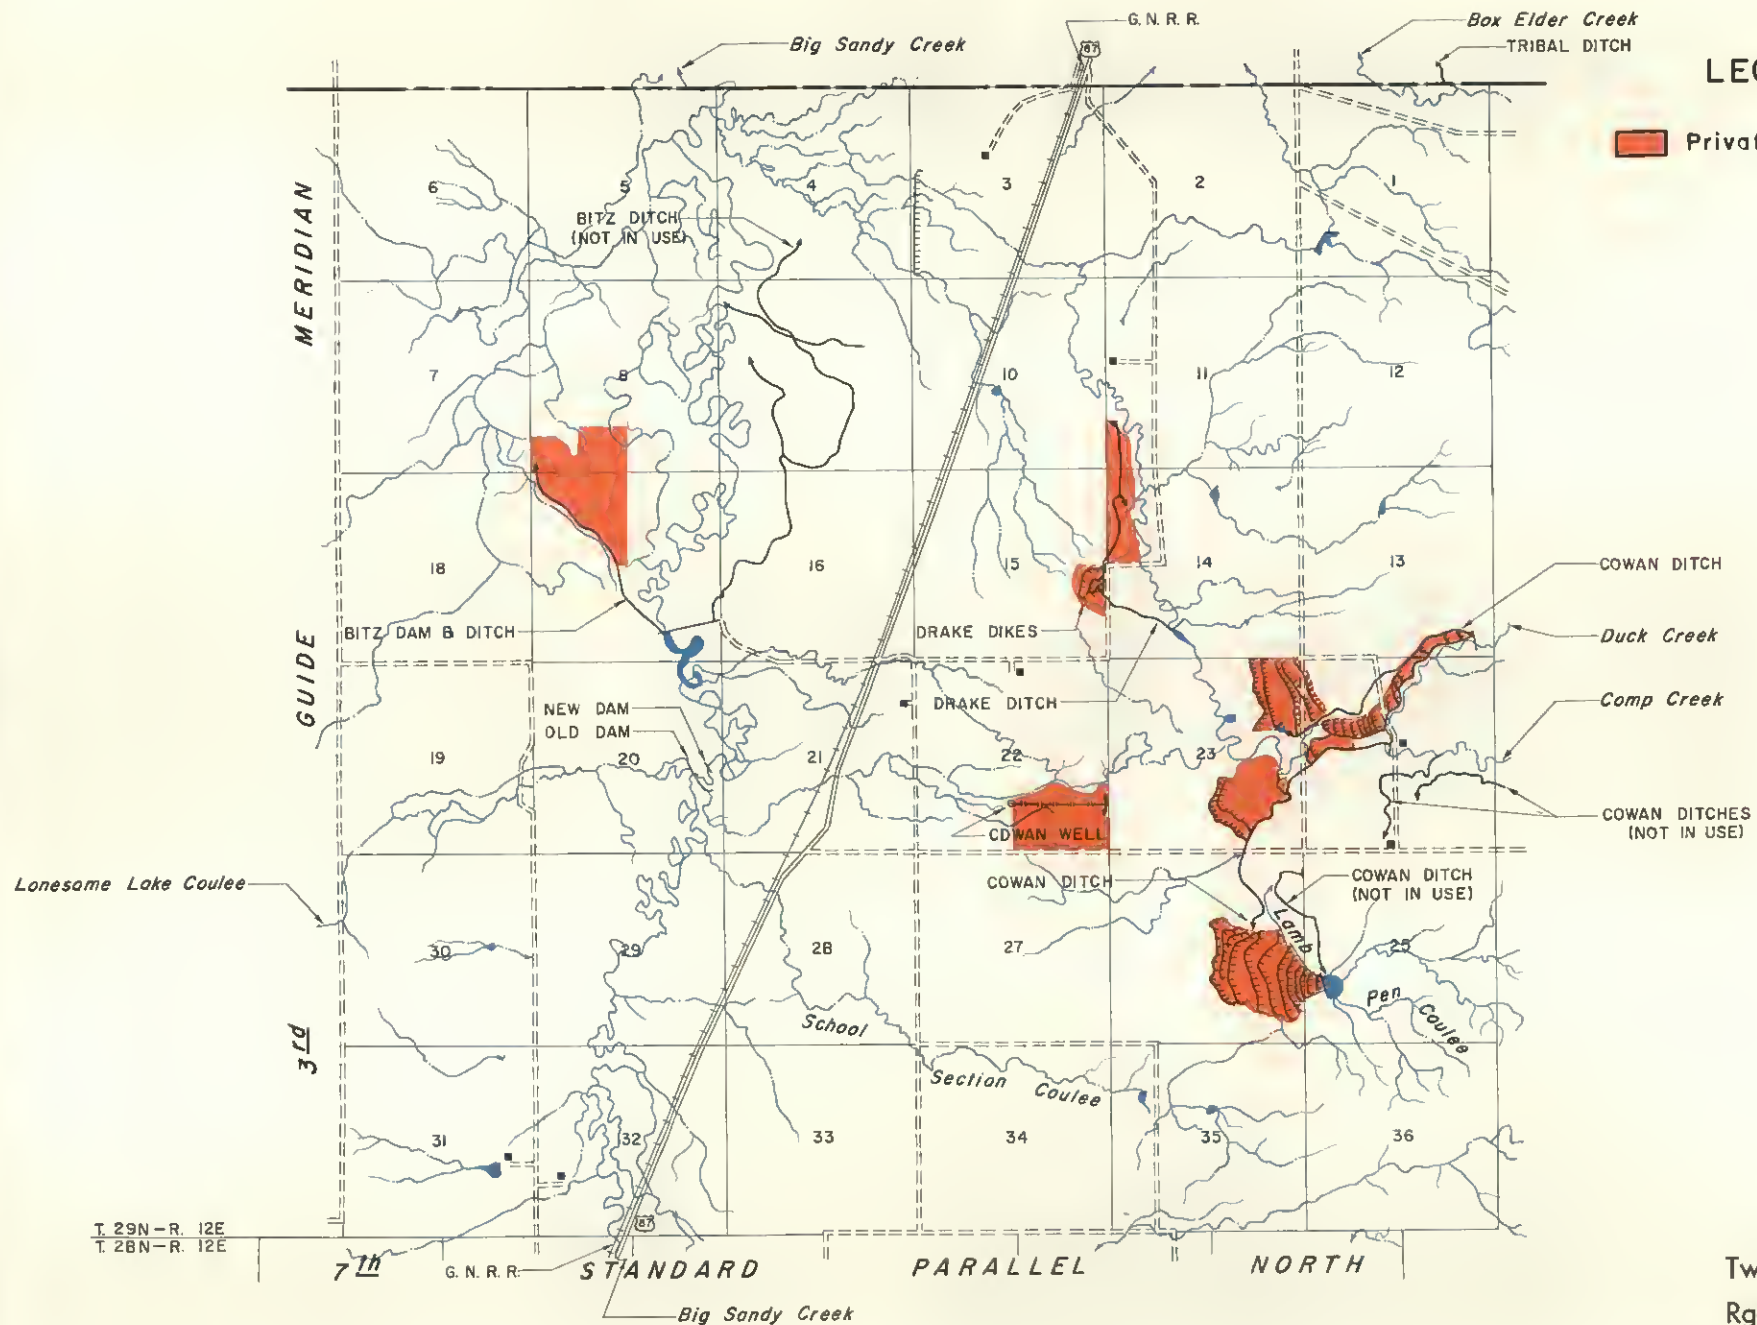 G. N. R. R.
Box Elder Creek
TRIBAL DITCH
Big Sandy Creek
87
LEG
Privat
MERIDIAN
6
5
4
3
2
1
BITZ DITCH
(NOT IN USE)
7
8
10
11
12
18
16
15
14
13
COWAN DITCH
BITZ DAM & DITCH
DRAKE DIKES
Duck Creek
GUIDE
NEW DAM
OLD DAM
DRAKE DITCH
Comp Creek
19
20
21
22
23
COWAN WELL
COWAN DITCHES
(NOT IN USE)
Lonesome Lake Coulee
COWAN DITCH
COWAN DITCH
(NOT IN USE)
30
29
28
27
Lamb
25
Pen
Coulee
School
3rd
Section Coulee
31
32
33
34
35
36
T. 29N-R. 12E
T. 28N-R. 12E
87
7th
G. N. R. R.
STANDARD
PARALLEL
NORTH
Tw
Ra
Big Sandy Creek